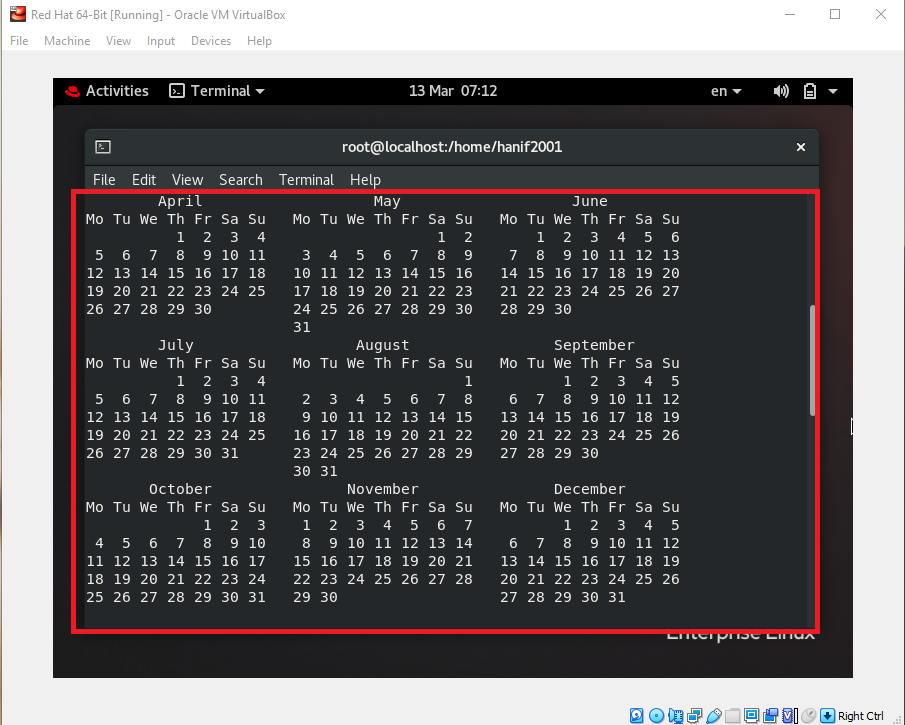 Red Hat 64-Bit [Running] - Oracle VM VirtualBox
File Machine View Input Devices Help
Activities Terminal 13 Mar 07:12 en
root@localhost:/home/hanif2001
File Edit View Search Terminal Help
April May June
Mo Tu We Th Fr Sa Su Mo Tu We Th Fr Sa Su Mo Tu We Th Fr Sa Su
1 2 3 4 1 2 1 2 3 4 5 6
5 6 7 8 9 10 11 3 4 5 6 7 8 9 7 8 9 10 11 12 13
12 13 14 15 16 17 18 10 11 12 13 14 15 16 14 15 16 17 18 19 20
19 20 21 22 23 24 25 17 18 19 20 21 22 23 21 22 23 24 25 26 27
26 27 28 29 30 24 25 26 27 28 29 30 28 29 30
31
July August September
Mo Tu We Th Fr Sa Su Mo Tu We Th Fr Sa Su Mo Tu We Th Fr Sa Su
1 2 3 4 1 1 2 3 4 5
5 6 7 8 9 10 11 2 3 4 5 6 7 8 6 7 8 9 10 11 12
12 13 14 15 16 17 18 9 10 11 12 13 14 15 13 14 15 16 17 18 19
19 20 21 22 23 24 25 16 17 18 19 20 21 22 20 21 22 23 24 25 26
26 27 28 29 30 31 23 24 25 26 27 28 29 27 28 29 30
30 31
October November December
Mo Tu We Th Fr Sa Su Mo Tu We Th Fr Sa Su Mo Tu We Th Fr Sa Su
1 2 3 1 2 3 4 5 6 7 1 2 3 4 5
4 5 6 7 8 9 10 8 9 10 11 12 13 14 6 7 8 9 10 11 12
11 12 13 14 15 16 17 15 16 17 18 19 20 21 13 14 15 16 17 18 19
18 19 20 21 22 23 24 22 23 24 25 26 27 28 20 21 22 23 24 25 26
25 26 27 28 29 30 31 29 30 27 28 29 30 31
Enterprise Linux
Right Ctrl